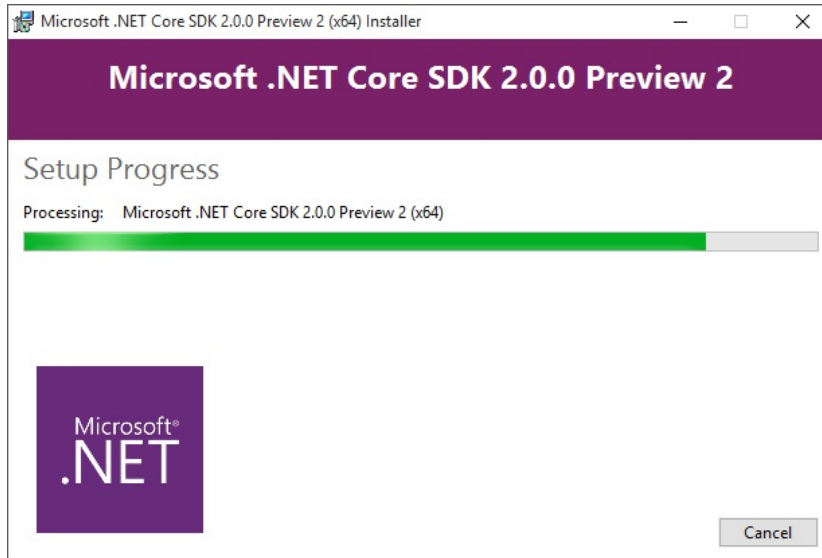 Microsoft .NET Core SDK 2.0.0 Preview 2 (x64) Installer
Microsoft .NET Core SDK 2.0.0 Preview 2
Setup Progress
Processing: Microsoft .NET Core SDK 2.0.0 Preview 2 (x64)
Microsoft®
.NET
Cancel